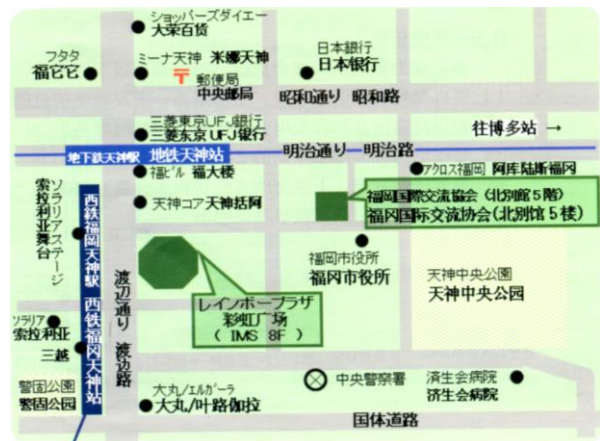 ショッパーズダイエー
大荣百货
フタタ
福它它
ミーナ天神 米娜天神
〒 郵便局
中央邮局
日本銀行
日本银行
昭和通り 昭和路
三菱東京UFJ銀行
三菱东京 UFJ 银行
往博多站 →
地下鉄天神駅 地铁天神站
明治通り 明治路
福ビル 福大楼
アクロス福岡 阿库陆斯福冈
天神コア 天神括阿
福岡国際交流協会(北別館5階)
福冈国际交流协会(北别馆5楼)
ソラリアステージ
索拉利亚舞台
西鉄福岡天神駅 西铁福冈天神站
渡辺通り 渡边路
福岡市役所
福冈市役所
天神中央公園
天神中央公园
レインボープラザ
彩虹广场
( IMS 8F )
ソラリア
索拉利亚
三越
警固公園
警固公园
大丸/エルガーラ
大丸/叶路伽拉
中央警察署
済生会病院
济生会病院
国体道路